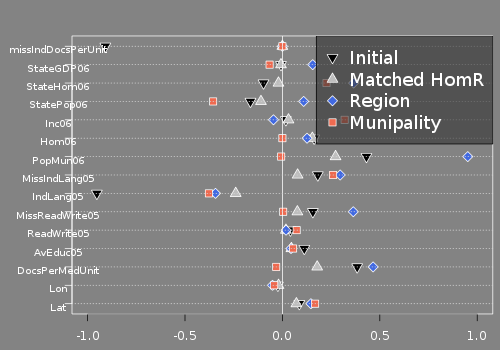 missIndDocsPerUnit
StateGDP06
StateHom06
StatePop06
Inc06
Hom06
PopMun06
MissIndLang05
IndLang05
MissReadWrite05
ReadWrite05
AvEduc05
DocsPerMedUnit
Lon
Lat
Initial
Matched HomR
Region
Munipality
-1.0 -0.5 0.0 0.5 1.0